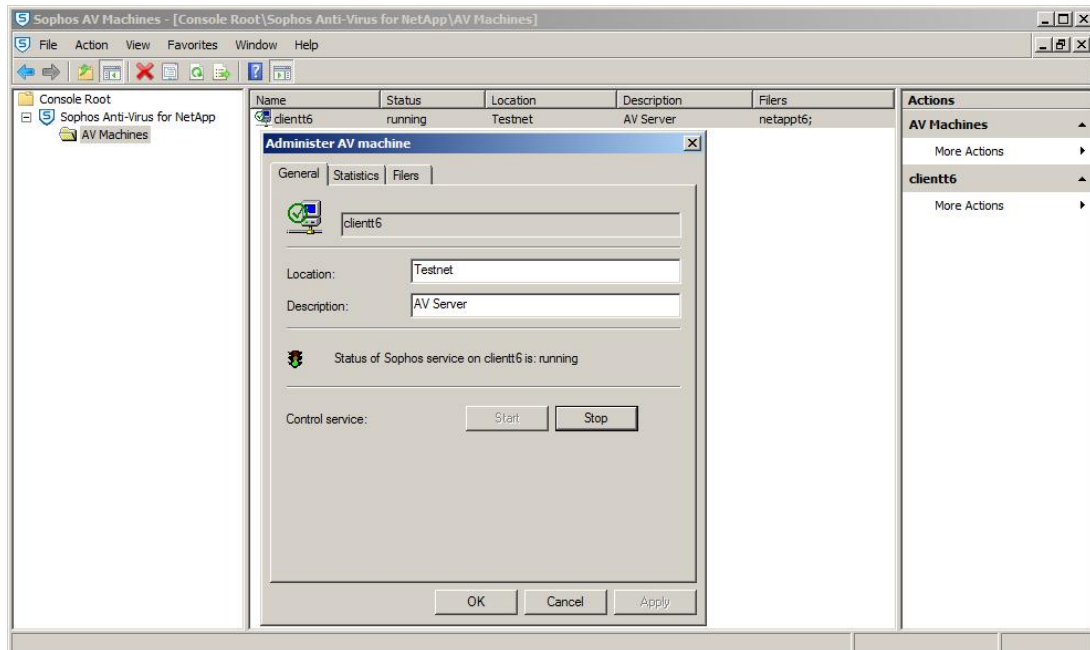 Sophos AV Machines - [Console Root\Sophos Anti-Virus for NetApp\AV Machines]
File Action View Favorites Window Help
Console Root
Sophos Anti-Virus for NetApp
AV Machines
Name Status Location Description Filers
clientt6 running Testnet AV Server netappt6;
Administer AV machine
General Statistics Filers
clientt6
Location: Testnet
Description: AV Server
Status of Sophos service on clientt6 is: running
Control service: Start Stop
OK Cancel Apply
Actions
AV Machines
More Actions
clientt6
More Actions